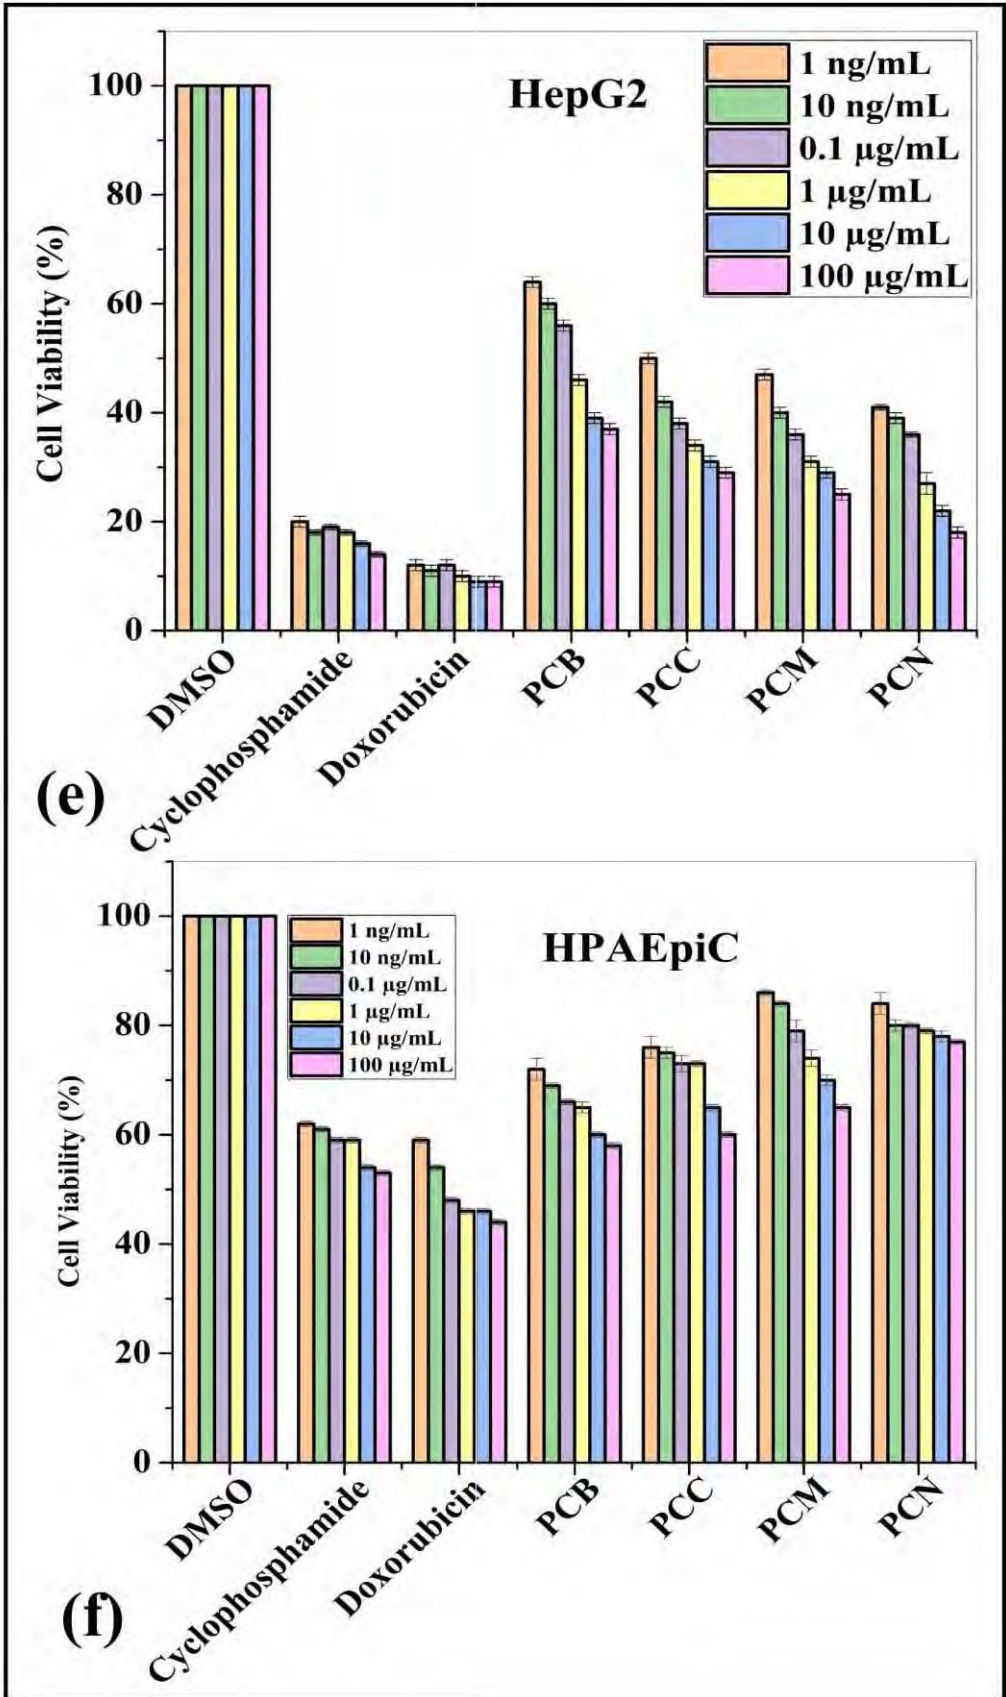 HepG2
1 ng/mL
10 ng/mL
0.1 µg/mL
1 µg/mL
10 µg/mL
100 µg/mL
Cell Viability (%)
100
80
60
40
20
0
DMSO
Cyclophosphamide
Doxorubicin
PCB
PCC
PCM
PCN
(e)
HPAEpiC
1 ng/mL
10 ng/mL
0.1 µg/mL
1 µg/mL
10 µg/mL
100 µg/mL
Cell Viability (%)
100
80
60
40
20
0
DMSO
Cyclophosphamide
Doxorubicin
PCB
PCC
PCM
PCN
(f)